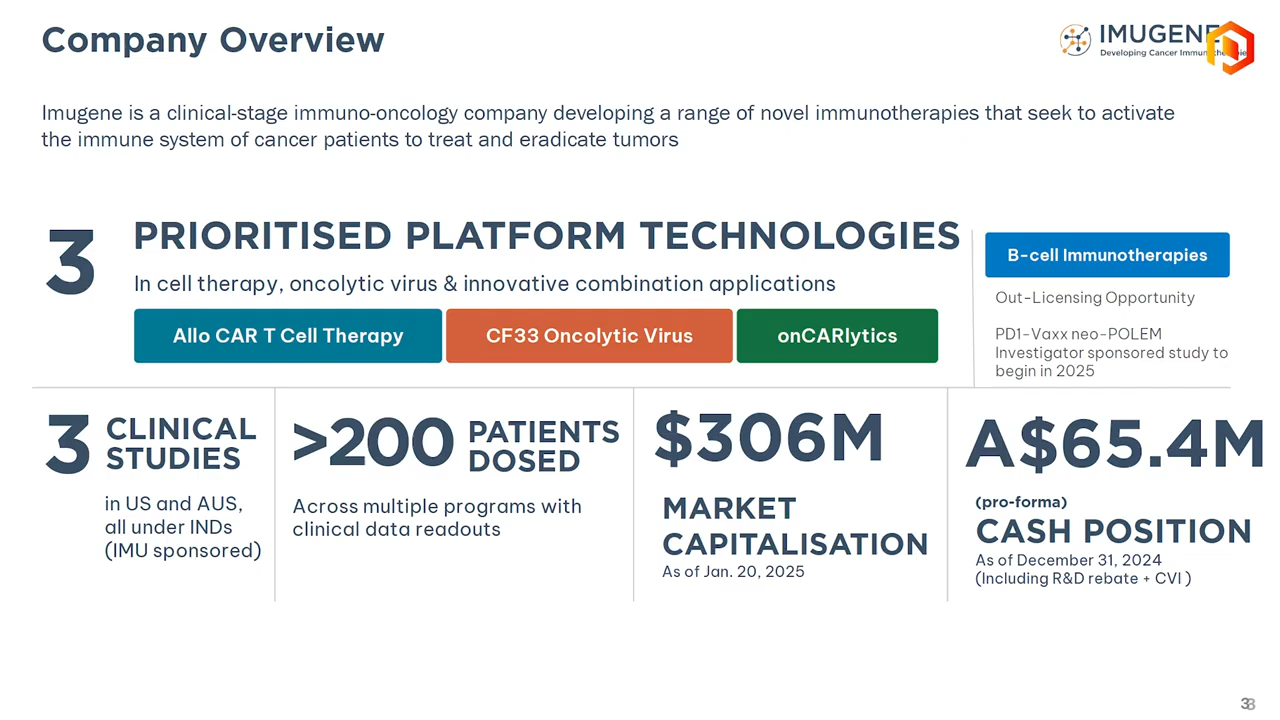 Company Overview
IMUGENE
Developing Cancer Immunotherapies
Imugene is a clinical-stage immuno-oncology company developing a range of novel immunotherapies that seek to activate
the immune system of cancer patients to treat and eradicate tumors
3
PRIORITISED PLATFORM TECHNOLOGIES
In cell therapy, oncolytic virus & innovative combination applications
Allo CAR T Cell Therapy
CF33 Oncolytic Virus
onCARlytics
B-cell Immunotherapies
Out-Licensing Opportunity
PD1-Vaxx neo-POLEM
Investigator sponsored study to
begin in 2025
3 CLINICAL
STUDIES
in US and AUS,
all under INDs
(IMU sponsored)
>200 PATIENTS
DOSED
Across multiple programs with
clinical data readouts
$306M
MARKET
CAPITALISATION
As of Jan. 20, 2025
A$65.4M
(pro-forma)
CASH POSITION
As of December 31, 2024
(Including R&D rebate + CVI )